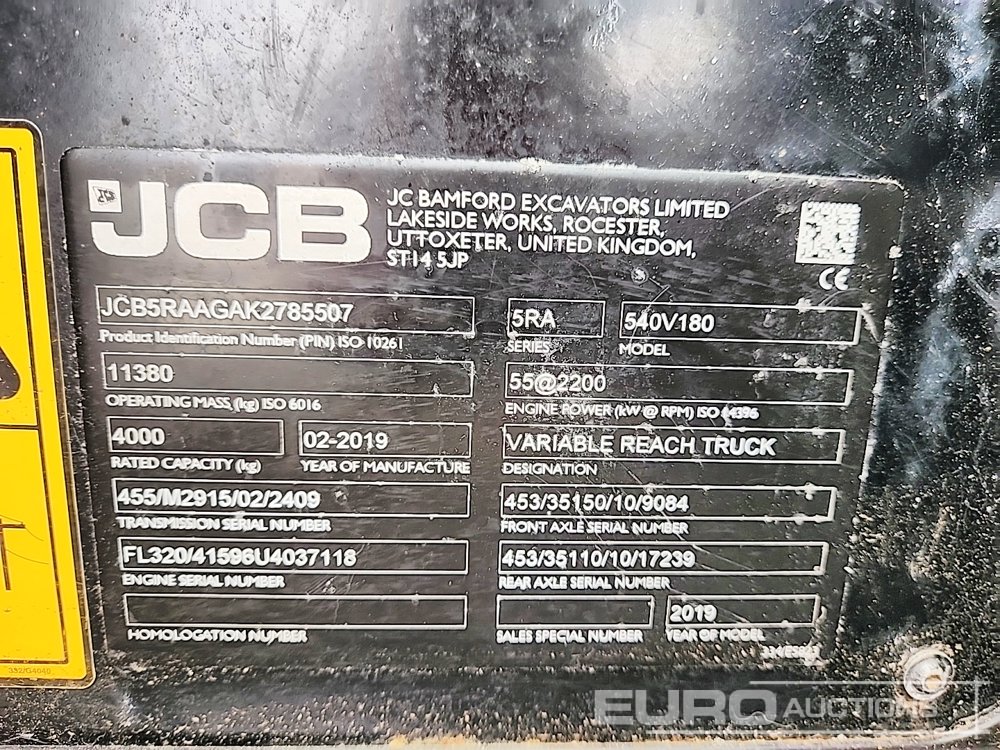 JCB
JC BAMFORD EXCAVATORS LIMITED
LAKESIDE WORKS, ROCESTER,
UTTOXETER, UNITED KINGDOM,
ST14 5JP
CE
JCB5RAAGAK2785507
Product Identification Number (PIN) ISO 10261
5RA
SERIES
540V180
MODEL
11380
OPERATING MASS (kg) ISO 6016
55@2200
ENGINE POWER (kW @ RPM) ISO 14396
4000
RATED CAPACITY (kg)
02-2019
YEAR OF MANUFACTURE
VARIABLE REACH TRUCK
DESIGNATION
455/M2915/02/2409
TRANSMISSION SERIAL NUMBER
453/35150/10/9084
FRONT AXLE SERIAL NUMBER
FL320/41596U4037118
ENGINE SERIAL NUMBER
453/35110/10/17239
REAR AXLE SERIAL NUMBER
HOMOLOGATION NUMBER
SALES SPECIAL NUMBER
2019
YEAR OF MODEL
332/G4040
EURO AUCTIONS